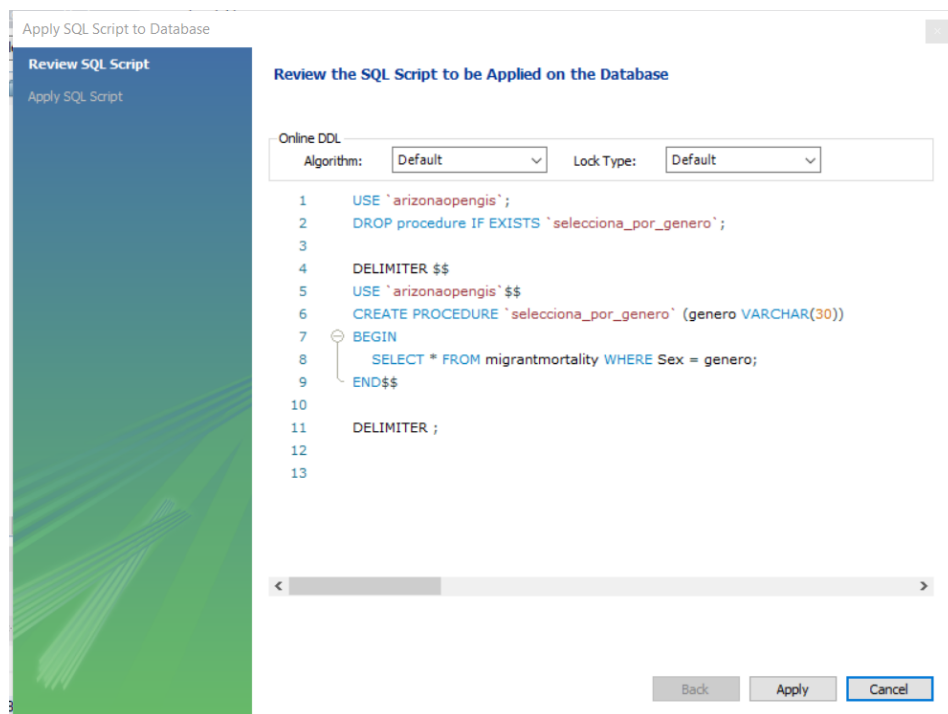 Apply SQL Script to Database
Review SQL Script
Apply SQL Script
Review the SQL Script to be Applied on the Database
Online DDL
Algorithm: Default Lock Type: Default
1 USE `arizonaopengis`;
2 DROP procedure IF EXISTS `selecciona_por_genero`;
3
4 DELIMITER $$
5 USE `arizonaopengis`$$
6 CREATE PROCEDURE `selecciona_por_genero` (genero VARCHAR(30))
7 BEGIN
8 SELECT * FROM migrantmortality WHERE Sex = genero;
9 END$$
10
11 DELIMITER ;
12
13
Back Apply Cancel